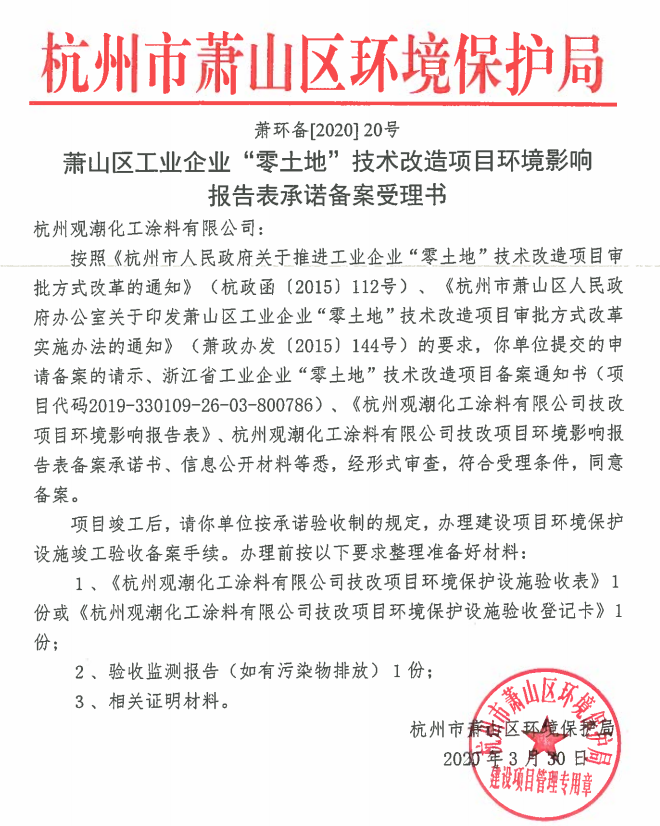 杭州市萧山区环境保护局
萧环备[2020] 20号
萧山区工业企业“零土地”技术改造项目环境影响
报告表承诺备案受理书
杭州观潮化工涂料有限公司：
按照《杭州市人民政府关于推进工业企业“零土地”技术改造项目审
批方式改革的通知》（杭政函〔2015〕112号）、《杭州市萧山区人民政
府办公室关于印发萧山区工业企业“零土地”技术改造项目审批方式改革
实施办法的通知》（萧政办发〔2015〕144号）的要求，你单位提交的申
请备案的请示、浙江省工业企业“零土地”技术改造项目备案通知书（项
目代码2019-330109-26-03-800786）、《杭州观潮化工涂料有限公司技改
项目环境影响报告表》、杭州观潮化工涂料有限公司技改项目环境影响报
告表备案承诺书、信息公开材料等悉，经形式审查，符合受理条件，同意
备案。
项目竣工后，请你单位按承诺验收制的规定，办理建设项目环境保护
设施竣工验收备案手续。办理前按以下要求整理准备好材料：
1、《杭州观潮化工涂料有限公司技改项目环境保护设施验收表》1
份或《杭州观潮化工涂料有限公司技改项目环境保护设施验收登记卡》1
份；
2、验收监测报告（如有污染物排放）1份；
3、相关证明材料。
杭州市萧山区环境保护局
2020年3月30日
杭州市萧山区环境保护局
建设项目管理专用章